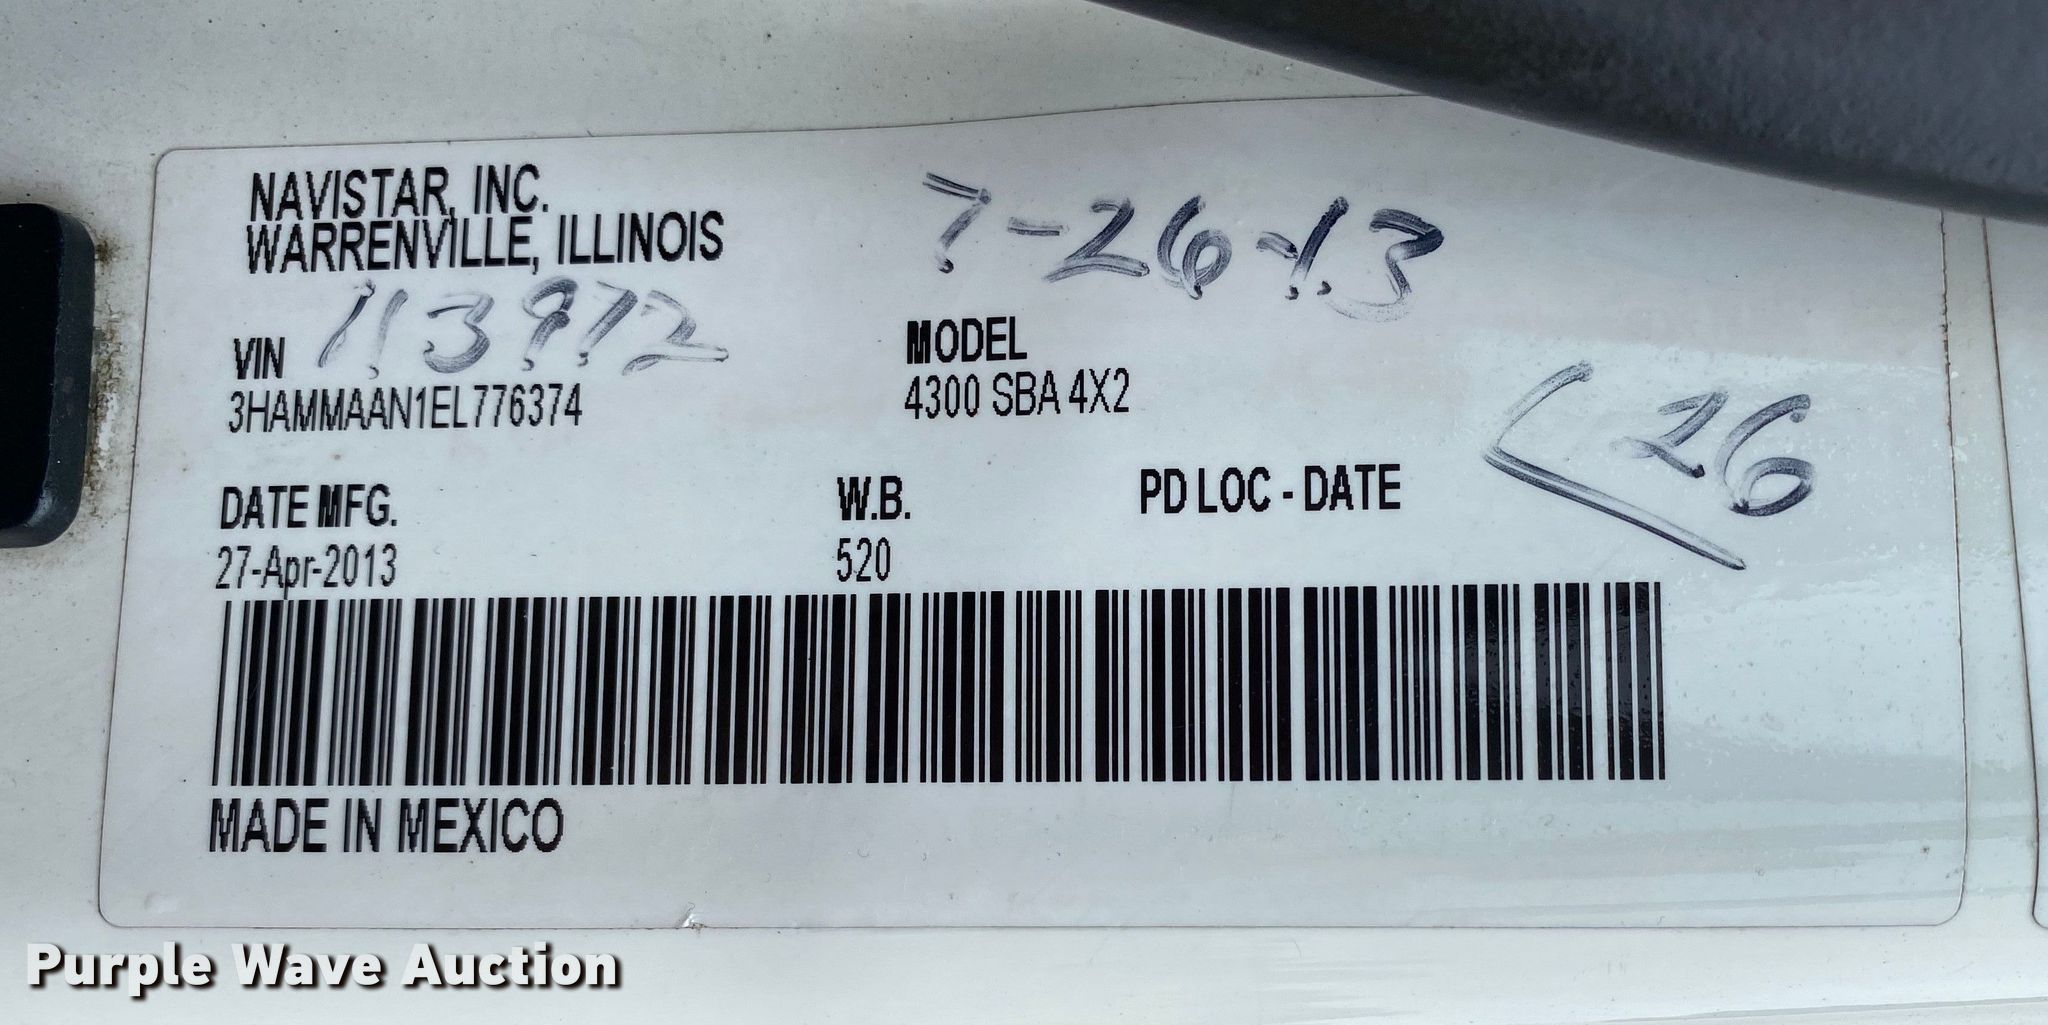 NAVISTAR, INC.
WARRENVILLE, ILLINOIS
7-26-13
113972
VIN
3HAMMAAN1EL776374
MODEL
4300 SBA 4X2
<26
DATE MFG.
27-Apr-2013
W.B.
520
PD LOC - DATE
MADE IN MEXICO
Purple Wave Auction